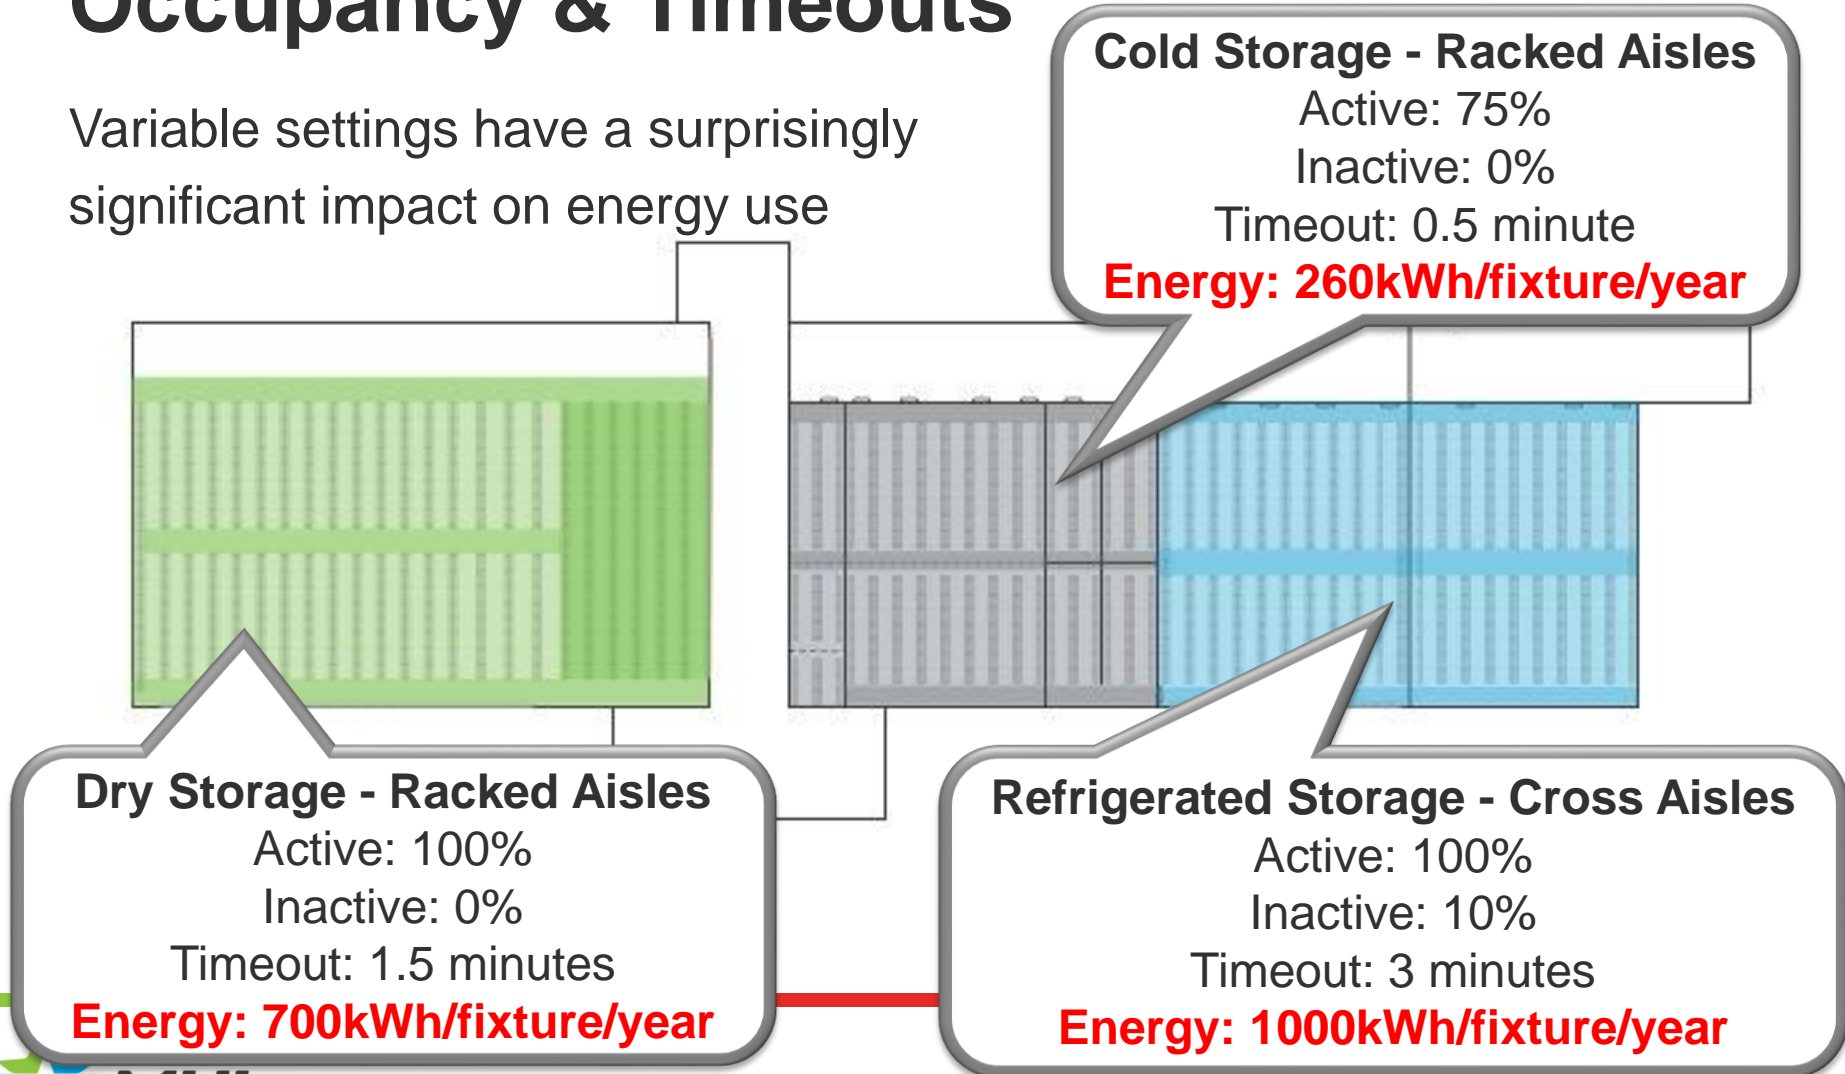 Occupancy & Timeouts
Variable settings have a surprisingly
significant impact on energy use
Cold Storage - Racked Aisles
Active: 75%
Inactive: 0%
Timeout: 0.5 minute
Energy: 260kWh/fixture/year
Dry Storage - Racked Aisles
Active: 100%
Inactive: 0%
Timeout: 1.5 minutes
Energy: 700kWh/fixture/year
Refrigerated Storage - Cross Aisles
Active: 100%
Inactive: 10%
Timeout: 3 minutes
Energy: 1000kWh/fixture/year